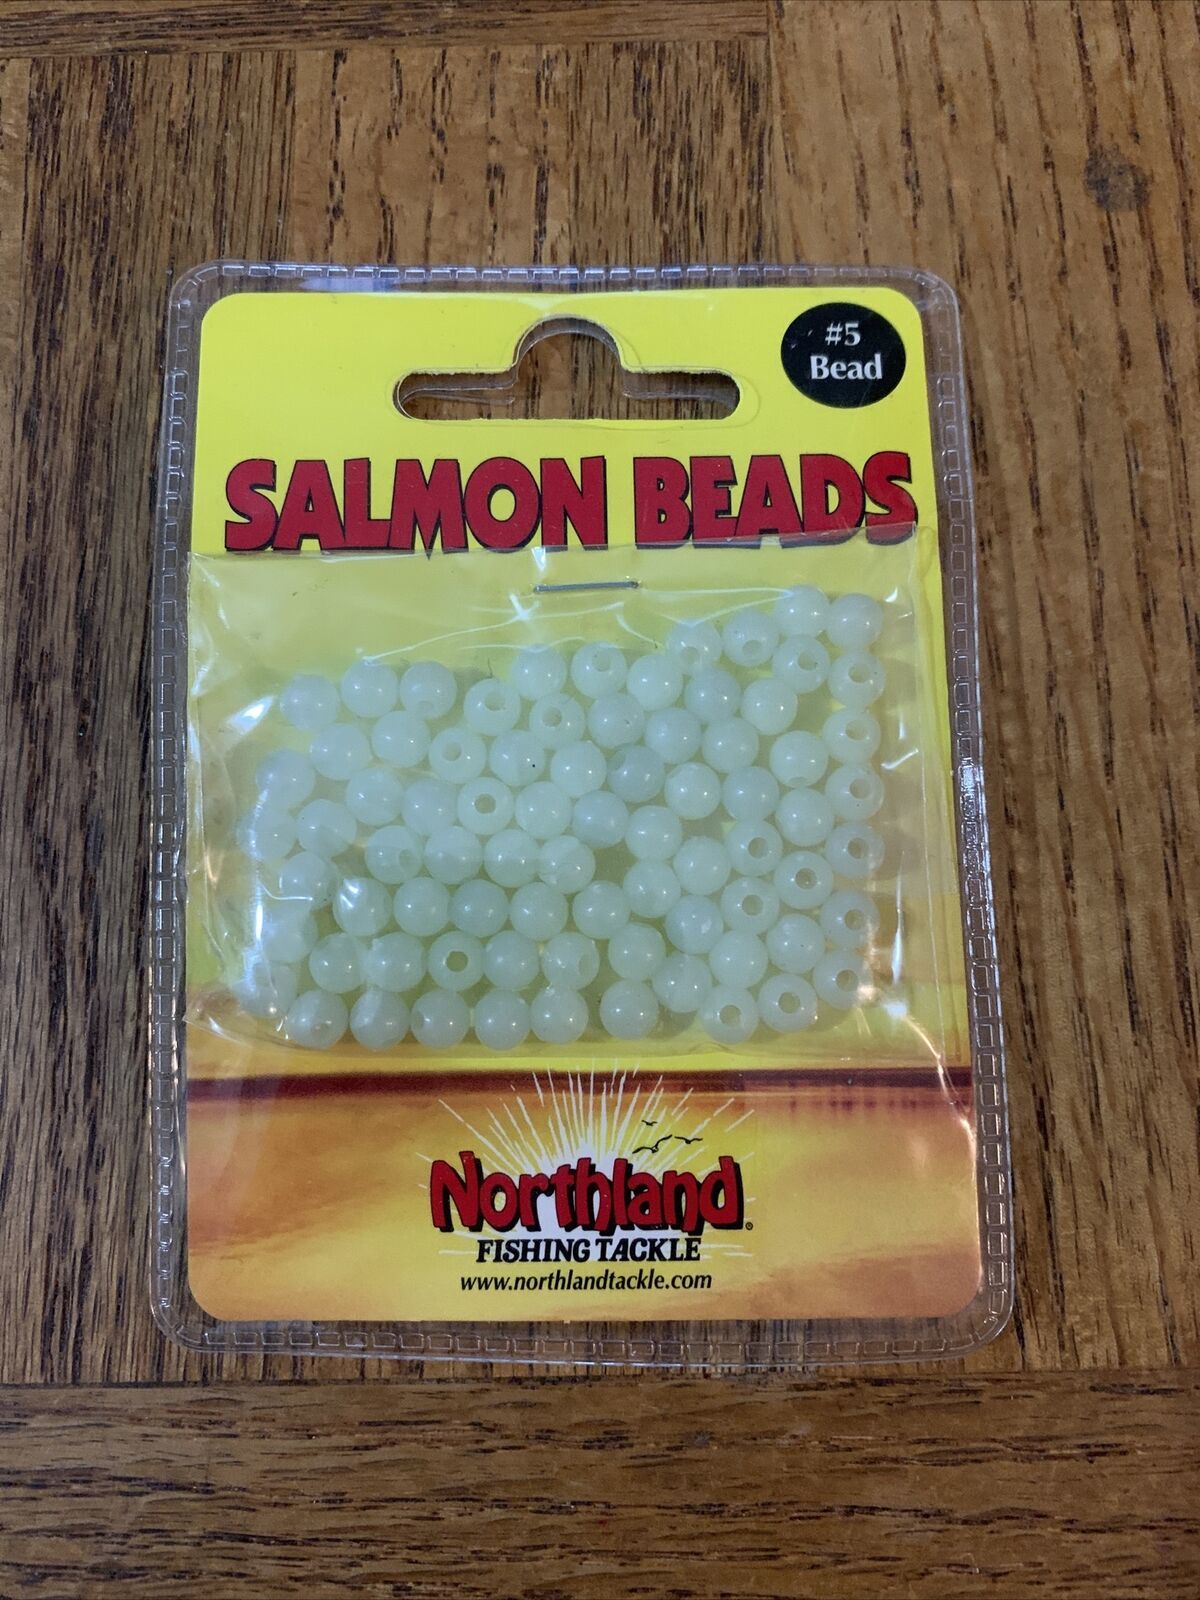 #5
Bead
SALMON BEADS
Northland®
FISHING TACKLE
www.northlandtackle.com